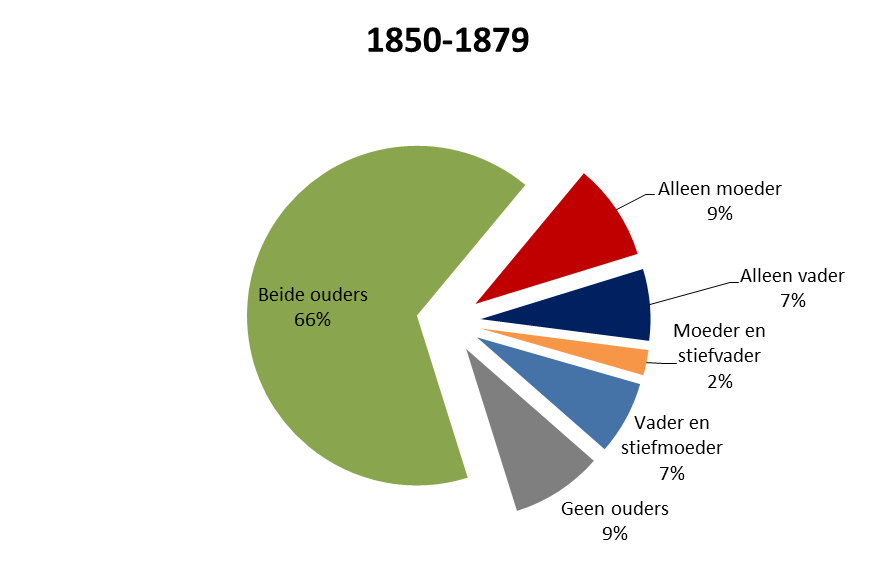 1850-1879
Alleen moeder
9%
Alleen vader
7%
Moeder en
stiefvader
2%
Vader en
stiefmoeder
7%
Geen ouders
9%
Beide ouders
66%